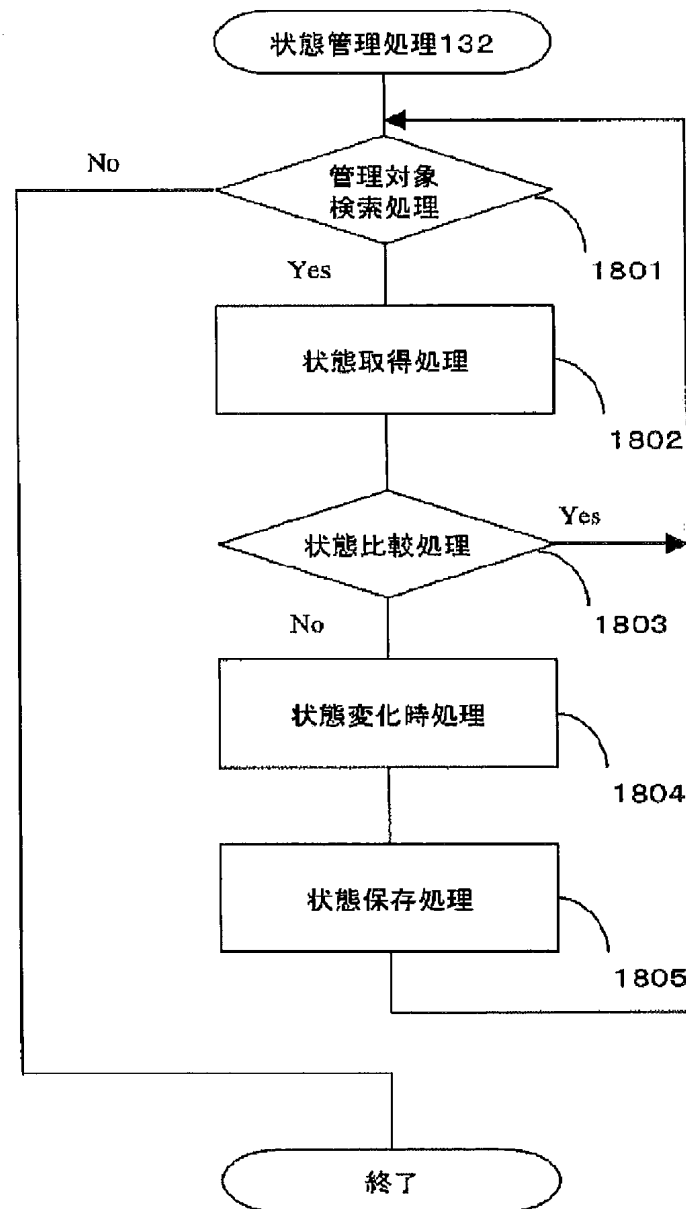 状態管理処理132
No
管理対象
検索処理
1801
Yes
状態取得処理
1802
Yes
状態比較処理
1803
No
状態変化時処理
1804
状態保存処理
1805
終了